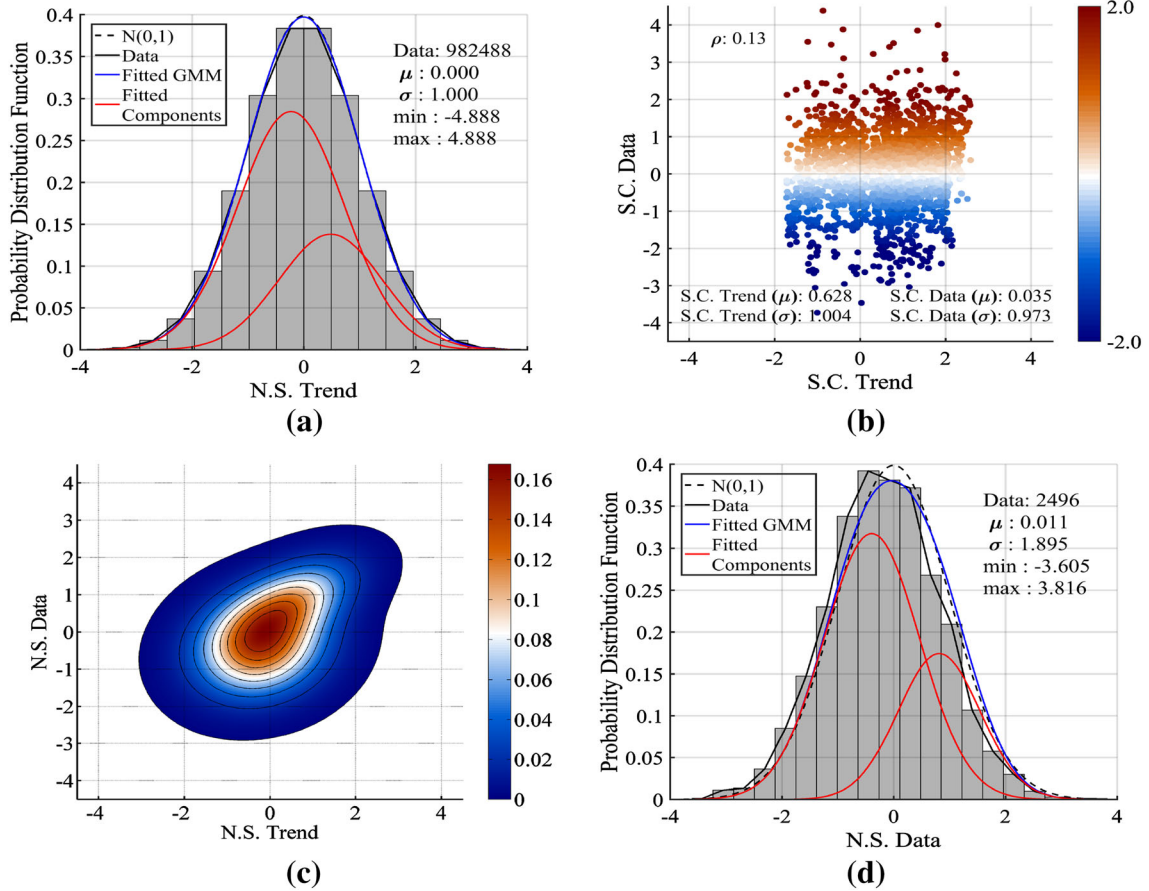 0.4
0.35
0.3
0.25
0.2
0.15
0.1
0.05
0
Probability Distribution Function
N(0,1)
Data
Fitted GMM
Fitted
Components
Data: 982488
μ : 0.000
σ : 1.000
min : -4.888
max : 4.888
-4 -2 0 2 4
N.S. Trend
(a)
4
3
2
1
0
-1
-2
-3
-4
S.C. Data
ρ: 0.13
S.C. Trend (μ): 0.628 S.C. Data (μ): 0.035
S.C. Trend (σ): 1.004 S.C. Data (σ): 0.973
-4 -2 0 2 4
S.C. Trend
2.0
-2.0
(b)
4
3
2
1
0
-1
-2
-3
-4
N.S. Data
-4 -2 0 2 4
N.S. Trend
0.16
0.14
0.12
0.10
0.08
0.06
0.04
0.02
0
(c)
0.4
0.35
0.3
0.25
0.2
0.15
0.1
0.05
0
Probability Distribution Function
N(0,1)
Data
Fitted GMM
Fitted
Components
Data: 2496
μ : 0.011
σ : 1.895
min : -3.605
max : 3.816
-4 -2 0 2 4
N.S. Data
(d)